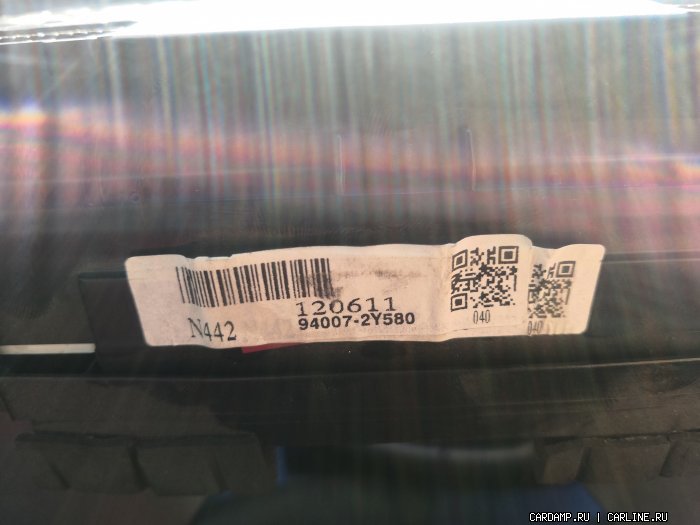 120611
N442
94007-2Y580
040
040
CARDAMP.RU | CARLINE.RU